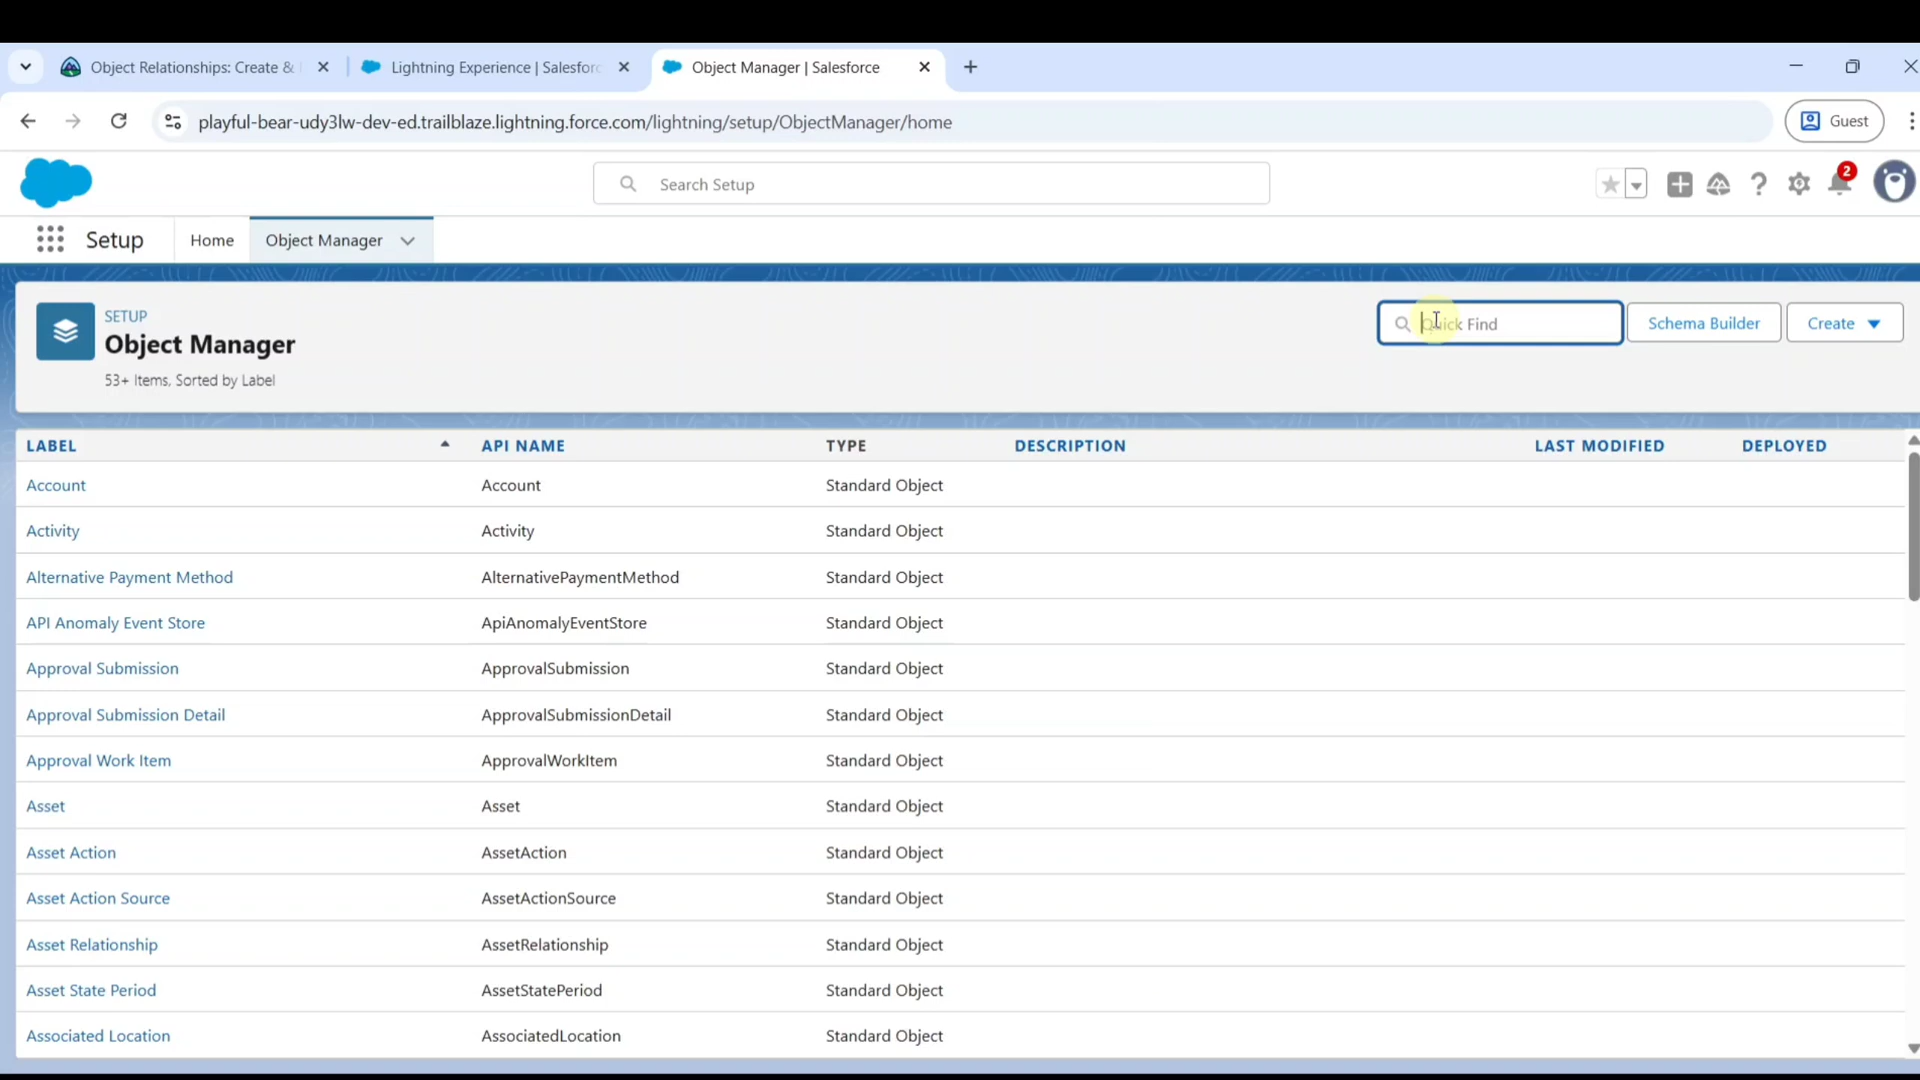 Object Relationships: Create &
Lightning Experience | Salesforc
Object Manager | Salesforce
playful-bear-udy3lw-dev-ed.trailblaze.lightning.force.com/lightning/setup/ObjectManager/home
Guest
Search Setup
2
Setup
Home
Object Manager
SETUP
Object Manager
53+ Items, Sorted by Label
Quick Find
Schema Builder
Create
LABEL API NAME TYPE DESCRIPTION LAST MODIFIED DEPLOYED
Account Account Standard Object
Activity Activity Standard Object
Alternative Payment Method AlternativePaymentMethod Standard Object
API Anomaly Event Store ApiAnomalyEventStore Standard Object
Approval Submission ApprovalSubmission Standard Object
Approval Submission Detail ApprovalSubmissionDetail Standard Object
Approval Work Item ApprovalWorkItem Standard Object
Asset Asset Standard Object
Asset Action AssetAction Standard Object
Asset Action Source AssetActionSource Standard Object
Asset Relationship AssetRelationship Standard Object
Asset State Period AssetStatePeriod Standard Object
Associated Location AssociatedLocation Standard Object